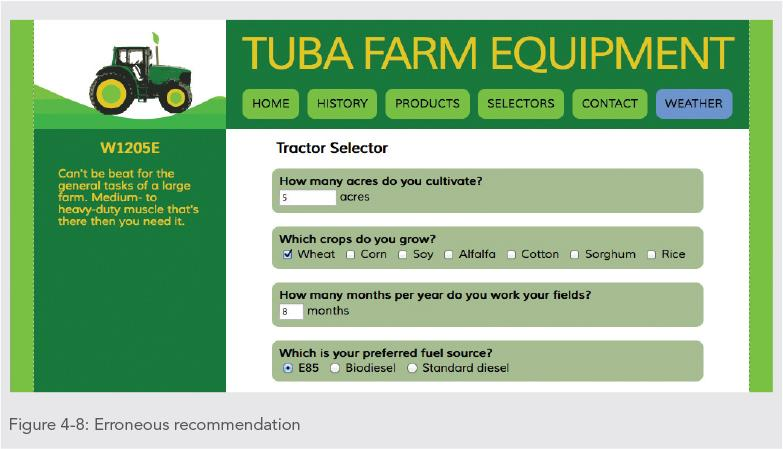 TUBA FARM EQUIPMENT
HOME HISTORY PRODUCTS SELECTORS CONTACT WEATHER
W1205E
Can't be beat for the
general tasks of a large
farm. Medium- to
heavy-duty muscle that's
there then you need it.
Tractor Selector
How many acres do you cultivate?
5 acres
Which crops do you grow?
Wheat Corn Soy Alfalfa Cotton Sorghum Rice
How many months per year do you work your fields?
8 months
Which is your preferred fuel source?
E85 Biodiesel Standard diesel
Figure 4-8: Erroneous recommendation